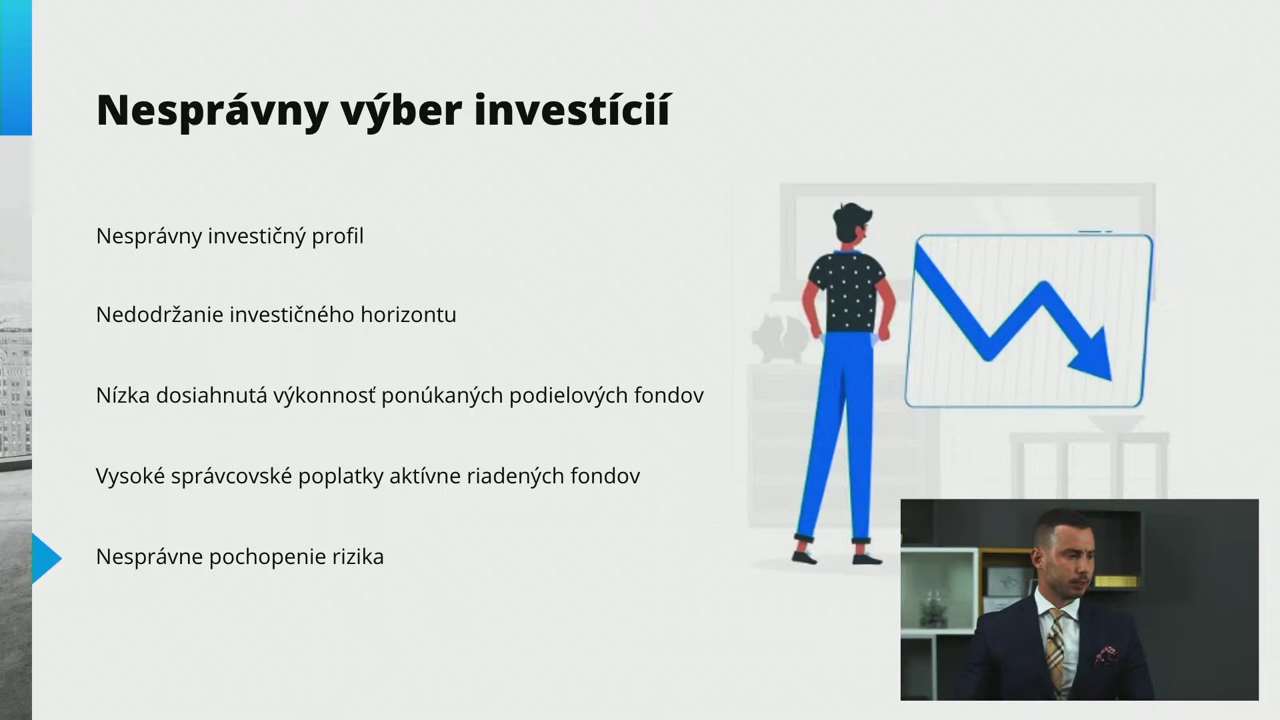 Nesprávny výber investícií
Nesprávny investičný profil
Nedodržanie investičného horizontu
Nízka dosiahnutá výkonnosť ponúkaných podielových fondov
Vysoké správcovské poplatky aktívne riadených fondov
Nesprávne pochopenie rizika